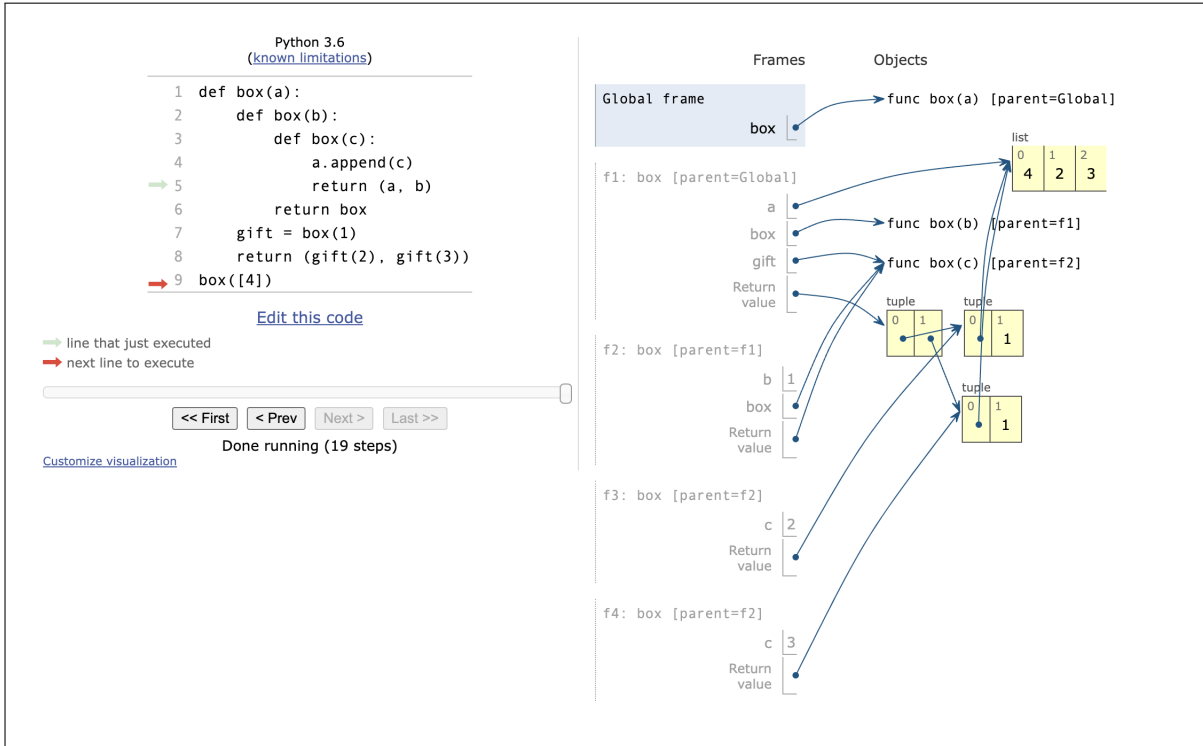 Python 3.6
(known limitations)
1 def box(a):
2     def box(b):
3         def box(c):
4             a.append(c)
5             return (a, b)
6         return box
7     gift = box(1)
8     return (gift(2), gift(3))
9 box([4])
Edit this code
line that just executed
next line to execute
<< First < Prev Next > Last >>
Done running (19 steps)
Customize visualization
Frames Objects
Global frame
box
func box(a) [parent=Global]
list
0 1 2
4 2 3
f1: box [parent=Global]
a
box
gift
Return
value
func box(b) [parent=f1]
func box(c) [parent=f2]
tuple
0 1
tuple
0 1
1
tuple
0 1
1
f2: box [parent=f1]
b 1
box
Return
value
f3: box [parent=f2]
c 2
Return
value
f4: box [parent=f2]
c 3
Return
value